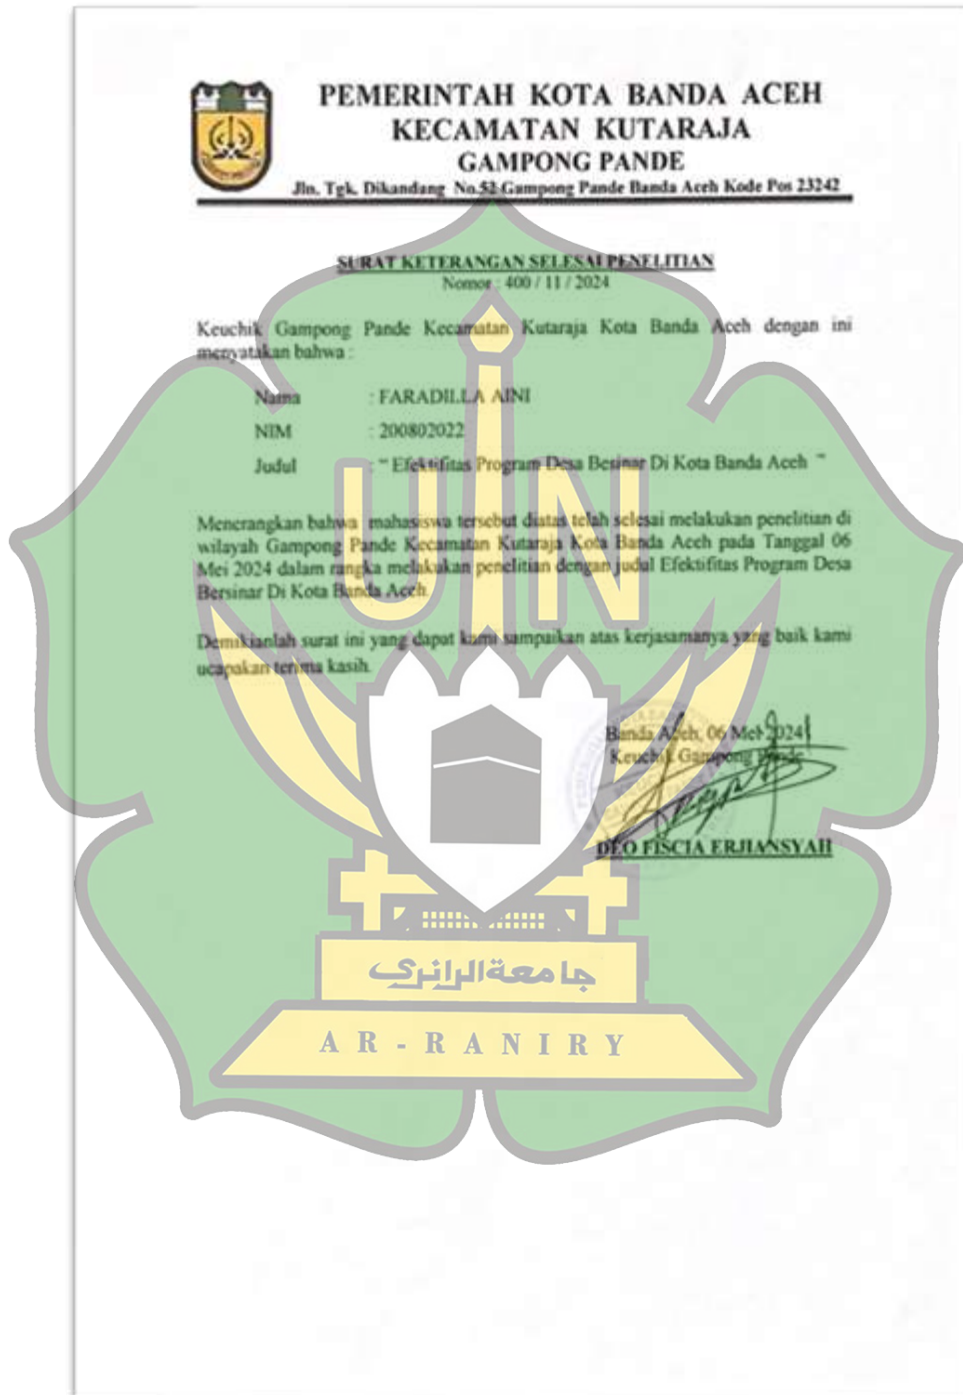 PEMERINTAH KOTA BANDA ACEH
KECAMATAN KUTARAJA
GAMPONG PANDE
Jln. Tgk. Dikandang No.52 Gampong Pande Banda Aceh Kode Pos 23242
SURAT KETERANGAN SELESAI PENELITIAN
Nomor : 400 / 11 / 2024
Keuchik Gampong Pande Kecamatan Kutaraja Kota Banda Aceh dengan ini
menyatakan bahwa :
Nama : FARADILLA AINI
NIM : 200802022
Judul : " Efektifitas Program Desa Besinar Di Kota Banda Aceh "
Menerangkan bahwa mahasiswa tersebut diatas telah selesai melakukan penelitian di
wilayah Gampong Pande Kecamatan Kutaraja Kota Banda Aceh pada Tanggal 06
Mei 2024 dalam rangka melakukan penelitian dengan judul Efektifitas Program Desa
Bersinar Di Kota Banda Aceh.
Demikianlah surat ini yang dapat kami sampaikan atas kerjasamanya yang baik kami
ucapakan terima kasih.
Banda Aceh, 06 Mei 2024
Keuchik Gampong Pande
DEO FISCIA ERJIANSYAH
UIN
جامعة الرانري
AR-RANIRY